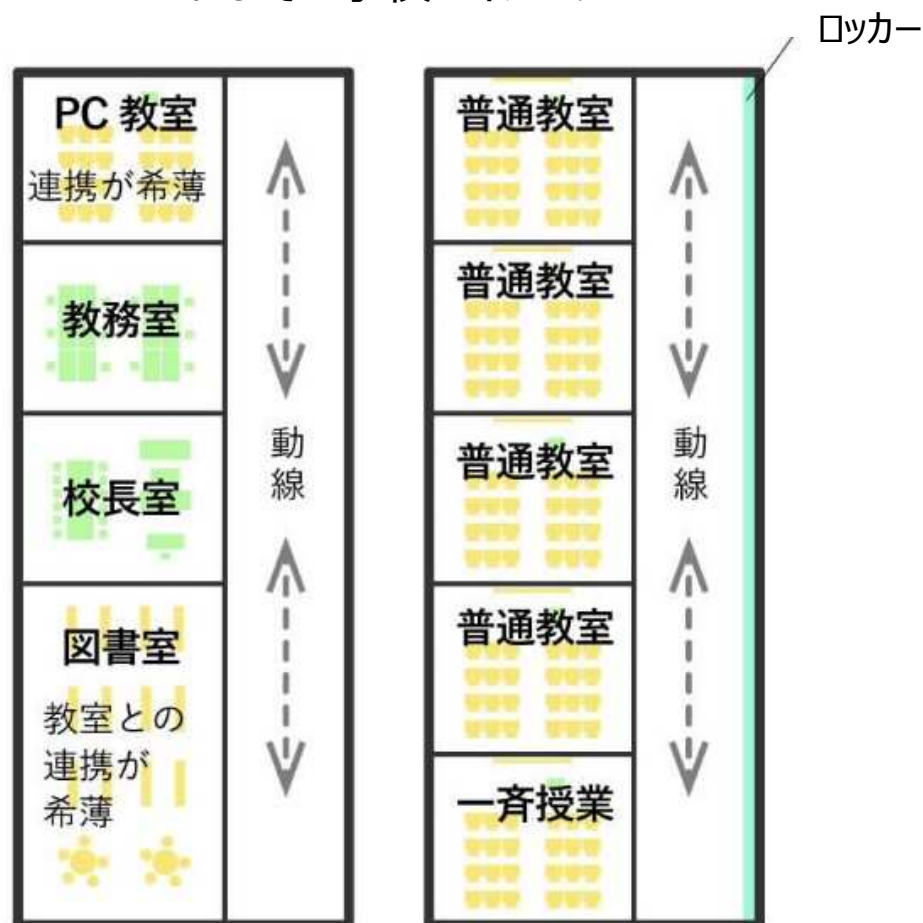 ロッカー
PC 教室
連携が希薄
教務室
校長室
図書室
教室との
連携が
希薄
動
線
普通教室
普通教室
普通教室
普通教室
一斉授業
動
線